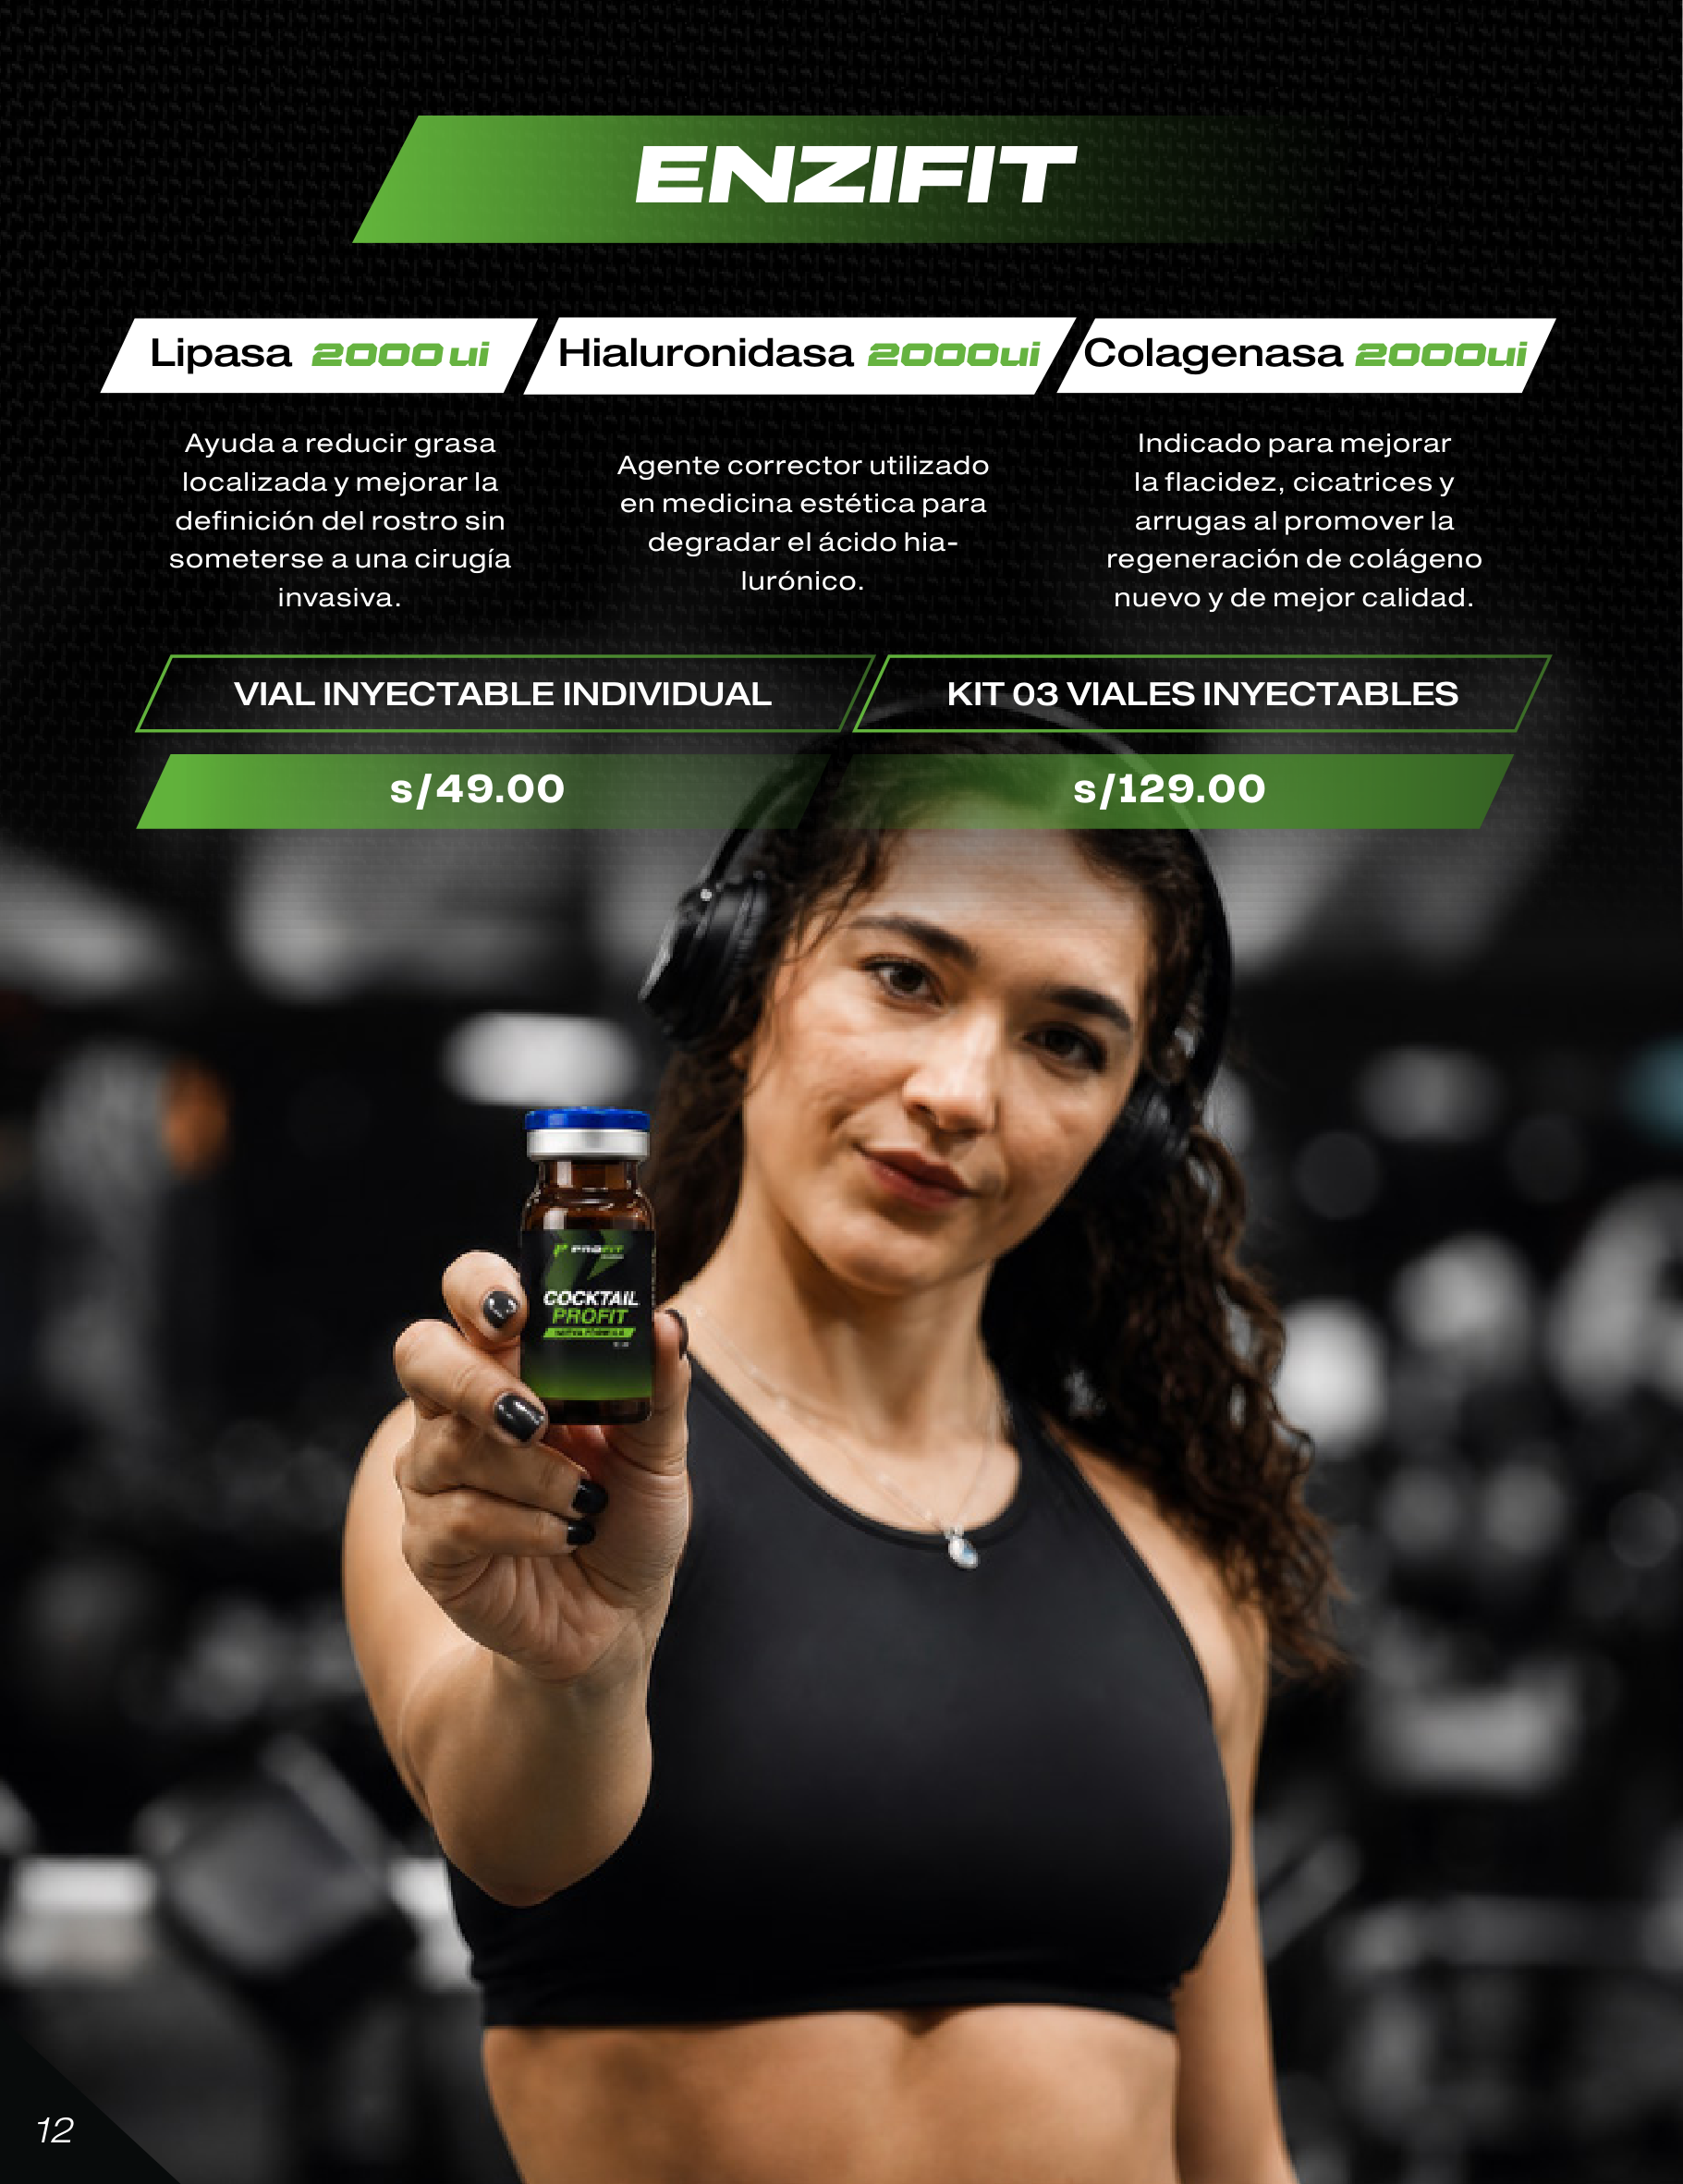 ENZIFIT
Lipasa 2000 ui
Hialuronidasa 2000ui
Colagenasa 2000ui
Ayuda a reducir grasa
localizada y mejorar la
definición del rostro sin
someterse a una cirugía
invasiva.
Agente corrector utilizado
en medicina estética para
degradar el ácido hia-
lurónico.
Indicado para mejorar
la flacidez, cicatrices y
arrugas al promover la
regeneración de colágeno
nuevo y de mejor calidad.
VIAL INYECTABLE INDIVIDUAL
KIT 03 VIALES INYECTABLES
s/49.00
s/129.00
PROFIT
COCKTAIL
PROFIT
12